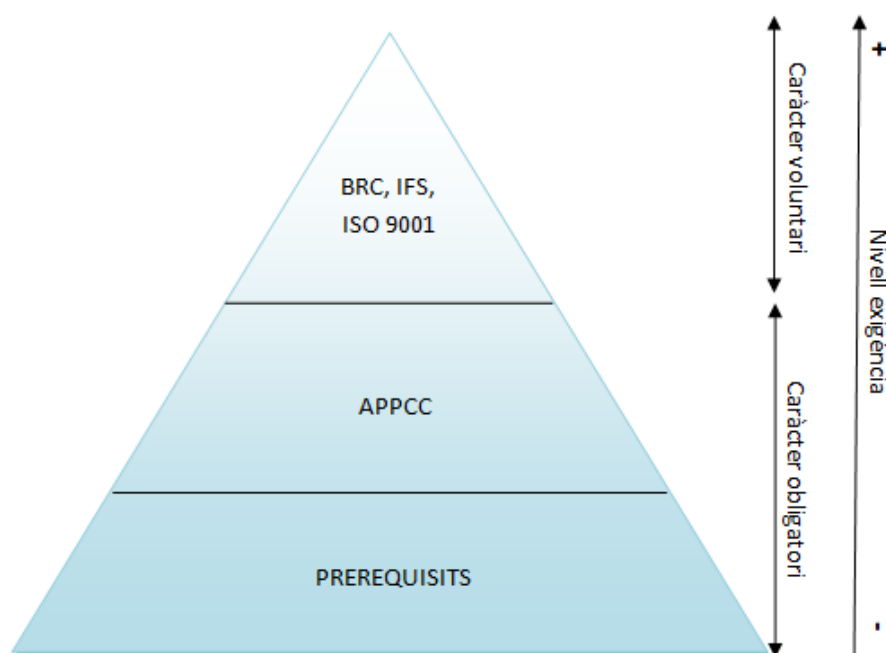 BRC, IFS,
ISO 9001
APPCC
PREREQUISITS
Caràcter voluntari
Caràcter obligatori
+
Nivell exigència
-